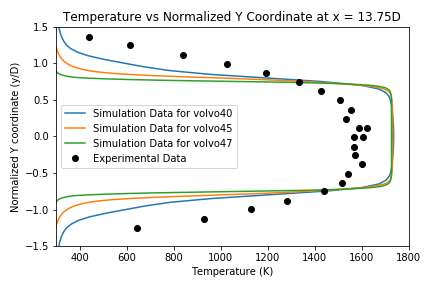 Temperature vs Normalized Y Coordinate at x = 13.75D
Normalized Y coordinate (y/D)
1.5
1.0
0.5
0.0
−0.5
−1.0
−1.5
Simulation Data for volvo40
Simulation Data for volvo45
Simulation Data for volvo47
Experimental Data
400 600 800 1000 1200 1400 1600 1800
Temperature (K)